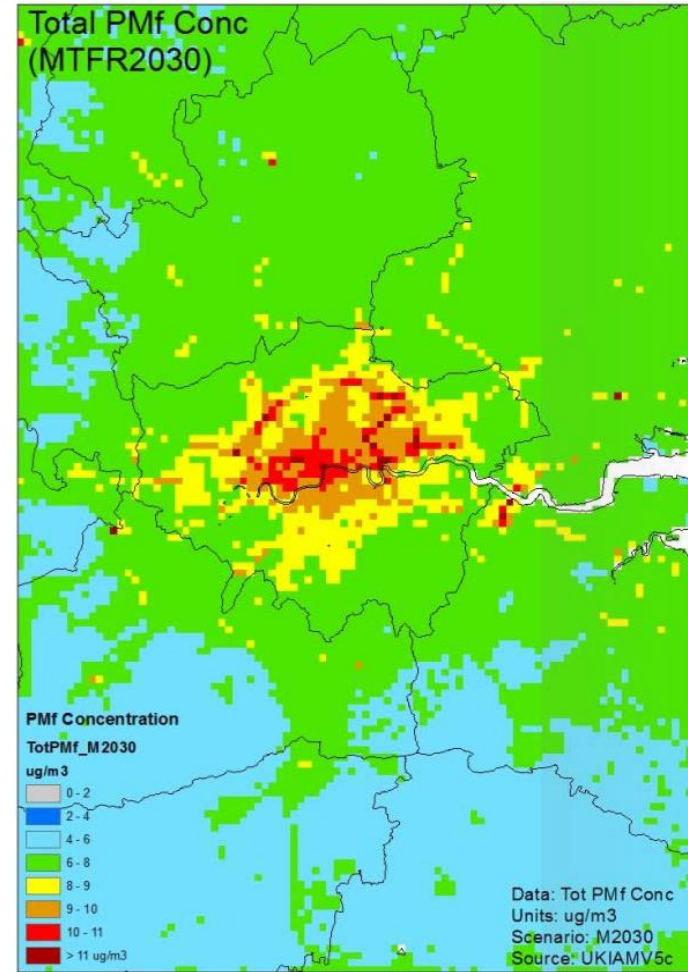 Total PMf Conc
(MTFR2030)
PMf Concentration
TotPMf_M2030
ug/m3
0 - 2
2 - 4
4 - 6
6 - 8
8 - 9
9 - 10
10 - 11
> 11 ug/m3
Data: Tot PMf Conc
Units: ug/m3
Scenario: M2030
Source: UKIAMV5c